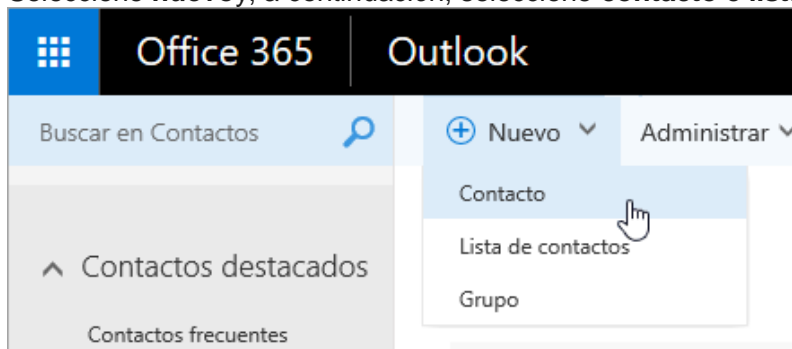 Office 365 Outlook
Buscar en Contactos
Nuevo Administrar
Contacto
Lista de contactos
Grupo
Contactos destacados
Contactos frecuentes